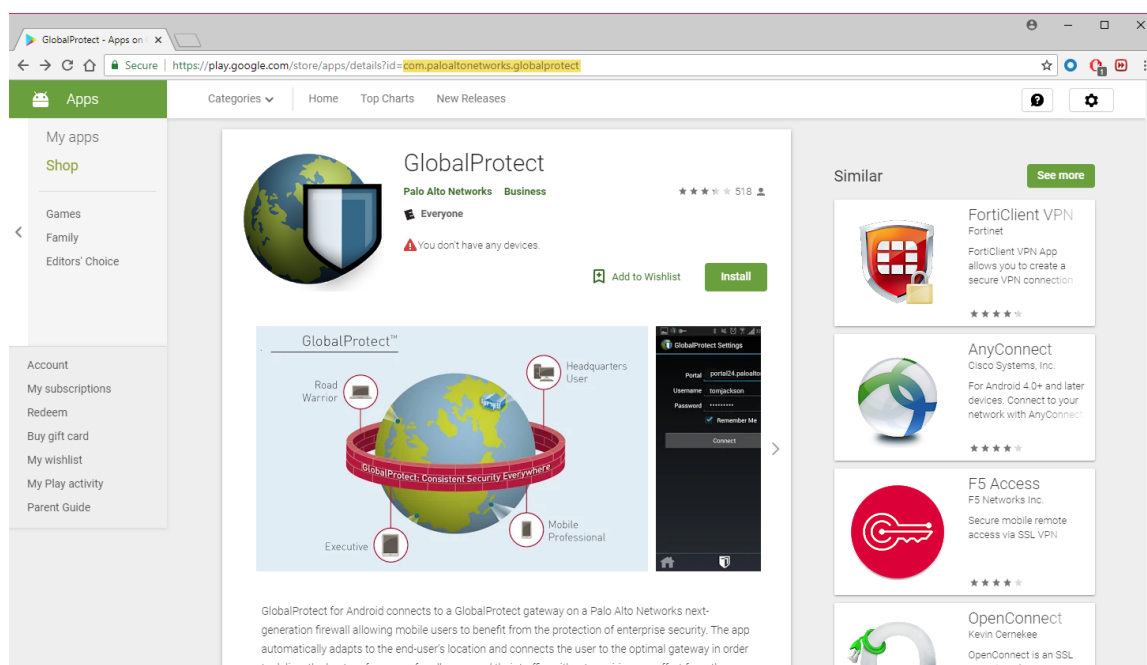 GlobalProtect - Apps on
Secure
https://play.google.com/store/apps/details?id=com.paloaltonetworks.globalprotect
1
Apps
Categories
Home
Top Charts
New Releases
My apps
Shop
Games
Family
Editors' Choice
Account
My subscriptions
Redeem
Buy gift card
My wishlist
My Play activity
Parent Guide
GlobalProtect
Palo Alto Networks Business
518
E Everyone
You don't have any devices.
Add to Wishlist
Install
GlobalProtect™
Road
Warrior
Headquarters
User
GlobalProtect: Consistent Security Everywhere
Executive
Mobile
Professional
GlobalProtect Settings
Portal portal24.paloalto
Username tomjackson
Password ·········
Remember Me
Connect
GlobalProtect for Android connects to a GlobalProtect gateway on a Palo Alto Networks next-
generation firewall allowing mobile users to benefit from the protection of enterprise security. The app
automatically adapts to the end-user's location and connects the user to the optimal gateway in order
Similar
See more
FortiClient VPN
Fortinet
FortiClient VPN App
allows you to create a
secure VPN connection
AnyConnect
Cisco Systems, Inc.
For Android 4.0+ and later
devices. Connect to your
network with AnyConnect
F5 Access
F5 Networks Inc.
Secure mobile remote
access via SSL VPN
OpenConnect
Kevin Cernekee
OpenConnect is an SSL